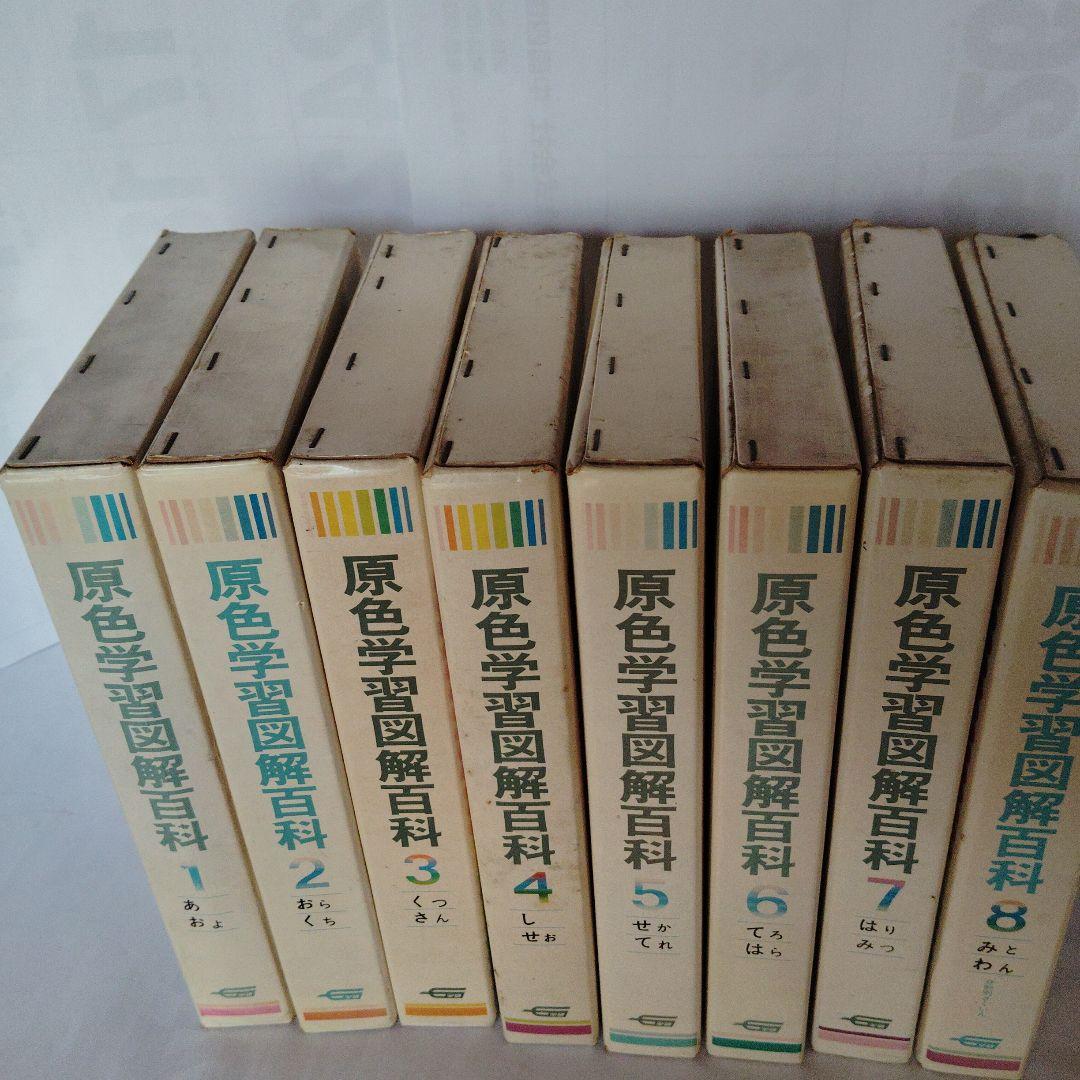 原色学習図解百科
1
あ
およ
原色学習図解百科
2
おら
くち
原色学習図解百科
3
くつ
さん
原色学習図解百科
4
し
せお
原色学習図解百科
5
せか
てれ
原色学習図解百科
6
てろ
はら
原色学習図解百科
7
はり
みつ
原色学習図解百科
8
みと
わん